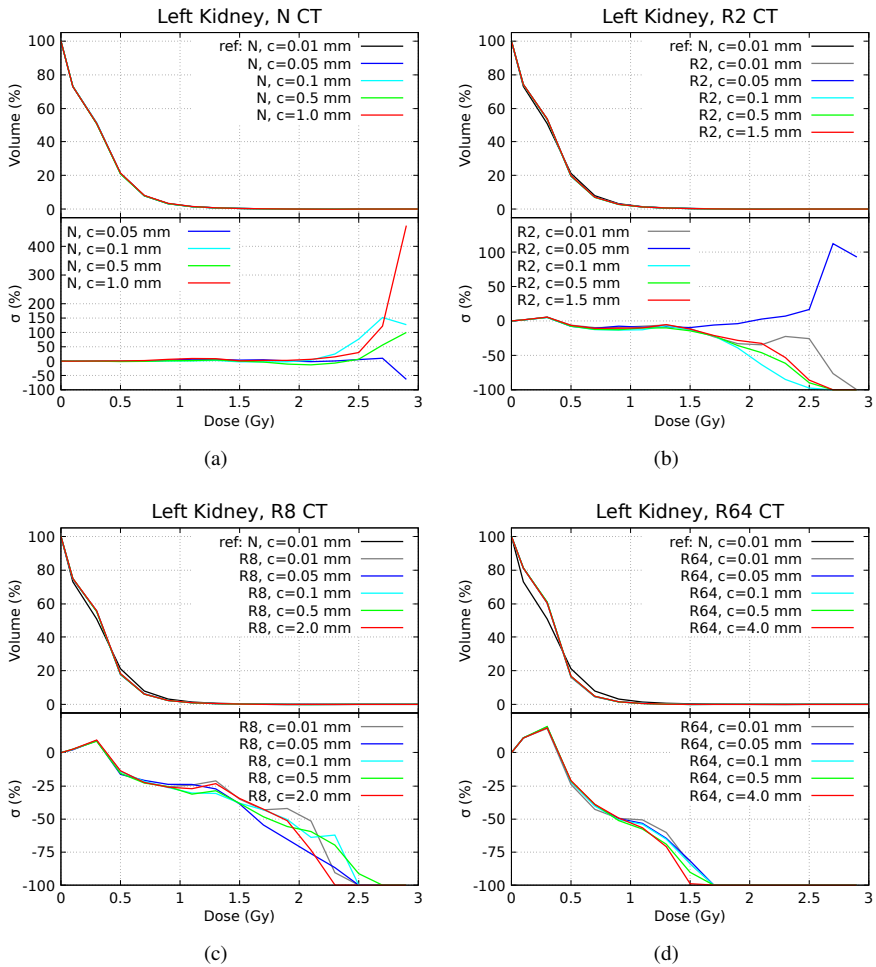 Left Kidney, N CT
100
80
60
40
20
0
Volume (%)
ref: N, c=0.01 mm
N, c=0.05 mm
N, c=0.1 mm
N, c=0.5 mm
N, c=1.0 mm
400
300
200
150
100
50
0
-50
-100
σ (%)
N, c=0.05 mm
N, c=0.1 mm
N, c=0.5 mm
N, c=1.0 mm
0 0.5 1 1.5 2 2.5 3
Dose (Gy)
(a)
Left Kidney, R2 CT
100
80
60
40
20
0
Volume (%)
ref: N, c=0.01 mm
R2, c=0.01 mm
R2, c=0.05 mm
R2, c=0.1 mm
R2, c=0.5 mm
R2, c=1.5 mm
100
50
0
-50
-100
σ (%)
R2, c=0.01 mm
R2, c=0.05 mm
R2, c=0.1 mm
R2, c=0.5 mm
R2, c=1.5 mm
0 0.5 1 1.5 2 2.5 3
Dose (Gy)
(b)
Left Kidney, R8 CT
100
80
60
40
20
0
Volume (%)
ref: N, c=0.01 mm
R8, c=0.01 mm
R8, c=0.05 mm
R8, c=0.1 mm
R8, c=0.5 mm
R8, c=2.0 mm
0
-25
-50
-75
-100
σ (%)
R8, c=0.01 mm
R8, c=0.05 mm
R8, c=0.1 mm
R8, c=0.5 mm
R8, c=2.0 mm
0 0.5 1 1.5 2 2.5 3
Dose (Gy)
(c)
Left Kidney, R64 CT
100
80
60
40
20
0
Volume (%)
ref: N, c=0.01 mm
R64, c=0.01 mm
R64, c=0.05 mm
R64, c=0.1 mm
R64, c=0.5 mm
R64, c=4.0 mm
0
-25
-50
-75
-100
σ (%)
R64, c=0.01 mm
R64, c=0.05 mm
R64, c=0.1 mm
R64, c=0.5 mm
R64, c=4.0 mm
0 0.5 1 1.5 2 2.5 3
Dose (Gy)
(d)